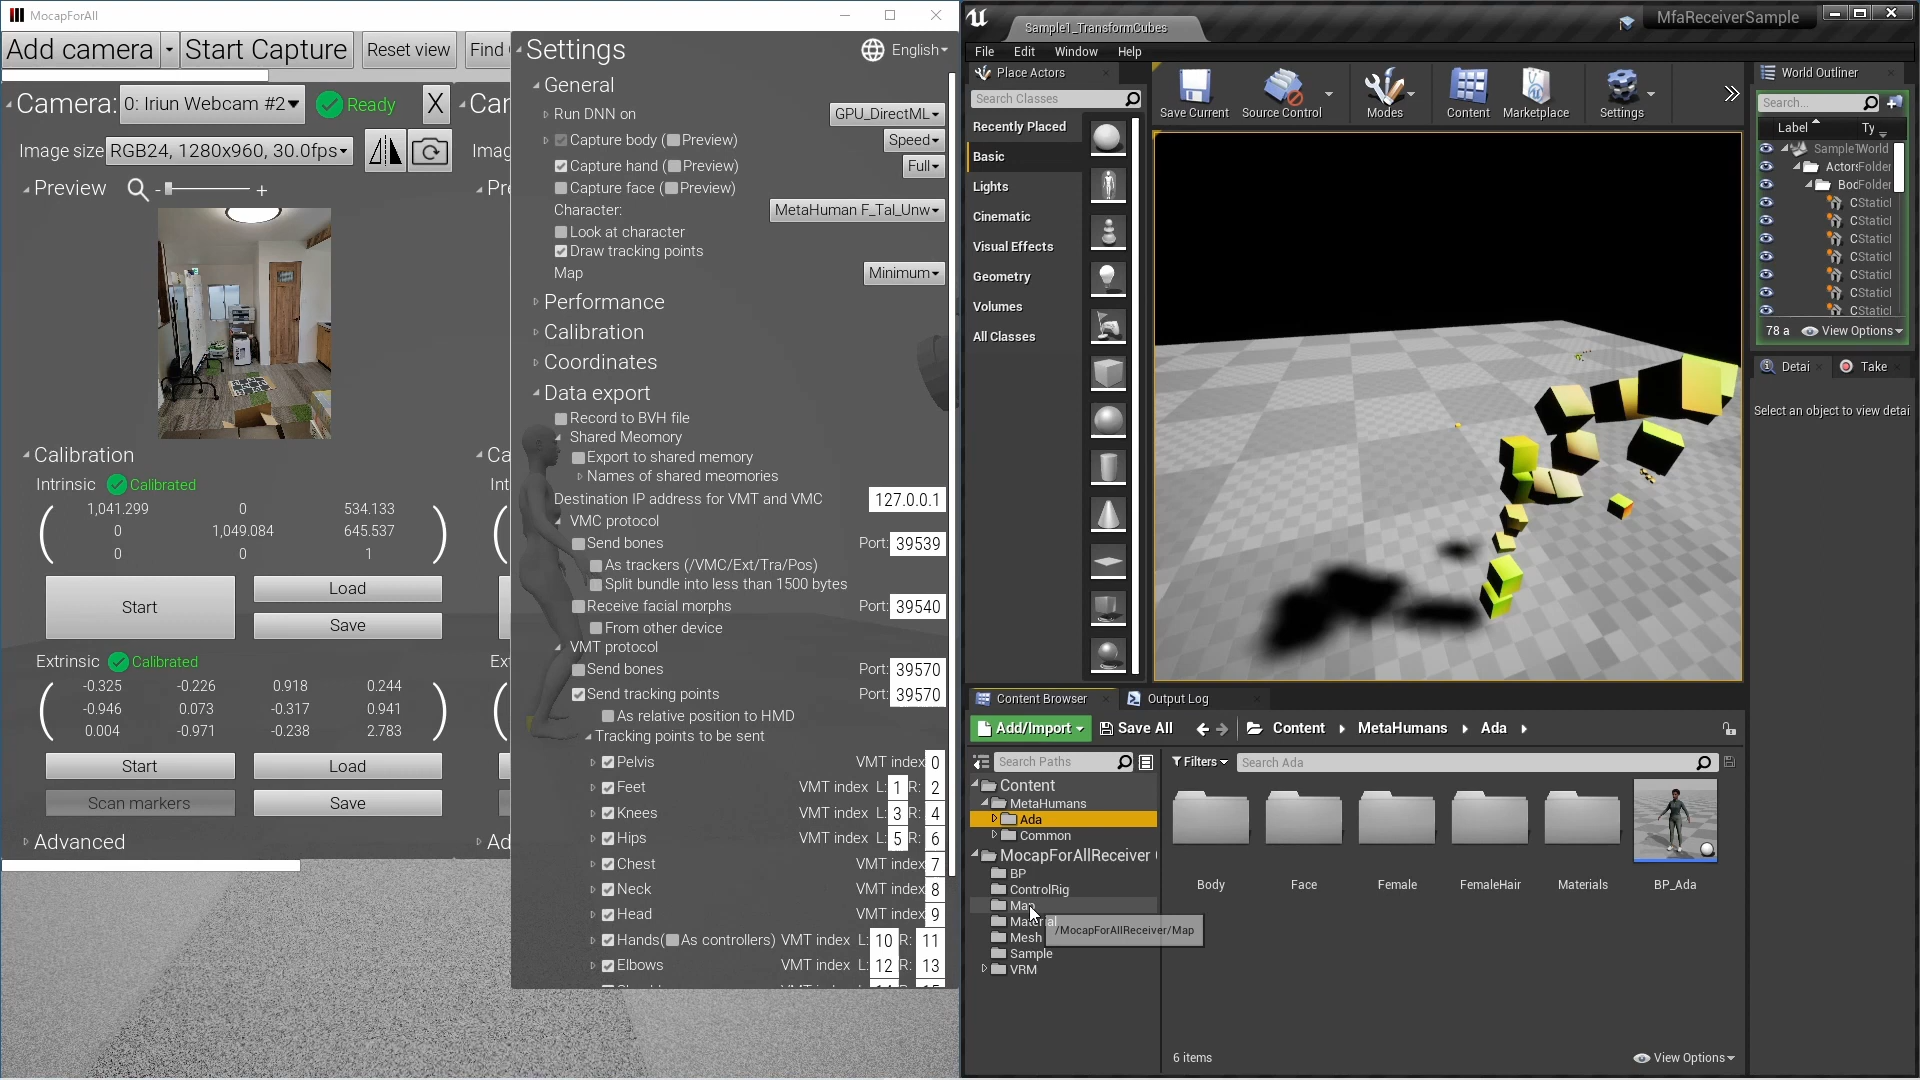 MocapForAll
Add camera
Start Capture
Reset view
Find
Camera:
0: Iriun Webcam #2
Ready
X
Image size
RGB24, 1280x960, 30.0fps
Preview
-
+
Calibration
Intrinsic
Calibrated
1,041.299 0 534.133
0 1,049.084 645.537
0 0 1
Start
Load
Save
Extrinsic
Calibrated
-0.325 -0.226 0.918 0.244
-0.946 0.073 -0.317 0.941
0.004 -0.971 -0.238 2.783
Start
Load
Scan markers
Save
Advanced
Settings
English
General
Run DNN on
GPU_DirectML
Capture body (Preview)
Speed
Capture hand (Preview)
Full
Capture face (Preview)
Character:
MetaHuman F_Tal_Unw
Look at character
Draw tracking points
Map
Minimum
Performance
Calibration
Coordinates
Data export
Record to BVH file
Shared Meomory
Export to shared memory
Names of shared meomories
Destination IP address for VMT and VMC
127.0.0.1
VMC protocol
Send bones
Port: 39539
As trackers (/VMC/Ext/Tra/Pos)
Split bundle into less than 1500 bytes
Receive facial morphs
Port: 39540
From other device
VMT protocol
Send bones
Port: 39570
Send tracking points
Port: 39570
As relative position to HMD
Tracking points to be sent
Pelvis VMT index 0
Feet VMT index L: 1 R: 2
Knees VMT index L: 3 R: 4
Hips VMT index L: 5 R: 6
Chest VMT index 7
Neck VMT index 8
Head VMT index 9
Hands(As controllers) VMT index L: 10 R: 11
Elbows VMT index L: 12 R: 13
Sample1_TransformCubes
MfaReceiverSample
File Edit Window Help
Place Actors
Search Classes
Recently Placed
Basic
Lights
Cinematic
Visual Effects
Geometry
Volumes
All Classes
Save Current
Source Control
Modes
Content
Marketplace
Settings
World Outliner
Search...
Label Ty
Sample1World
ActorsFolder
BocFolder
CStaticI
CStaticI
CStaticI
CStaticI
CStaticI
CStaticI
CStaticI
78 a View Options
Detai
Take
Select an object to view detai
Content Browser
Output Log
Add/Import
Save All
Content
MetaHumans
Ada
Search Paths
Filters
Search Ada
Content
MetaHumans
Ada
Common
MocapForAllReceiver
BP
ControlRig
Map
Material
/MocapForAllReceiver/Map
Mesh
Sample
VRM
Body
Face
Female
FemaleHair
Materials
BP_Ada
6 items
View Options